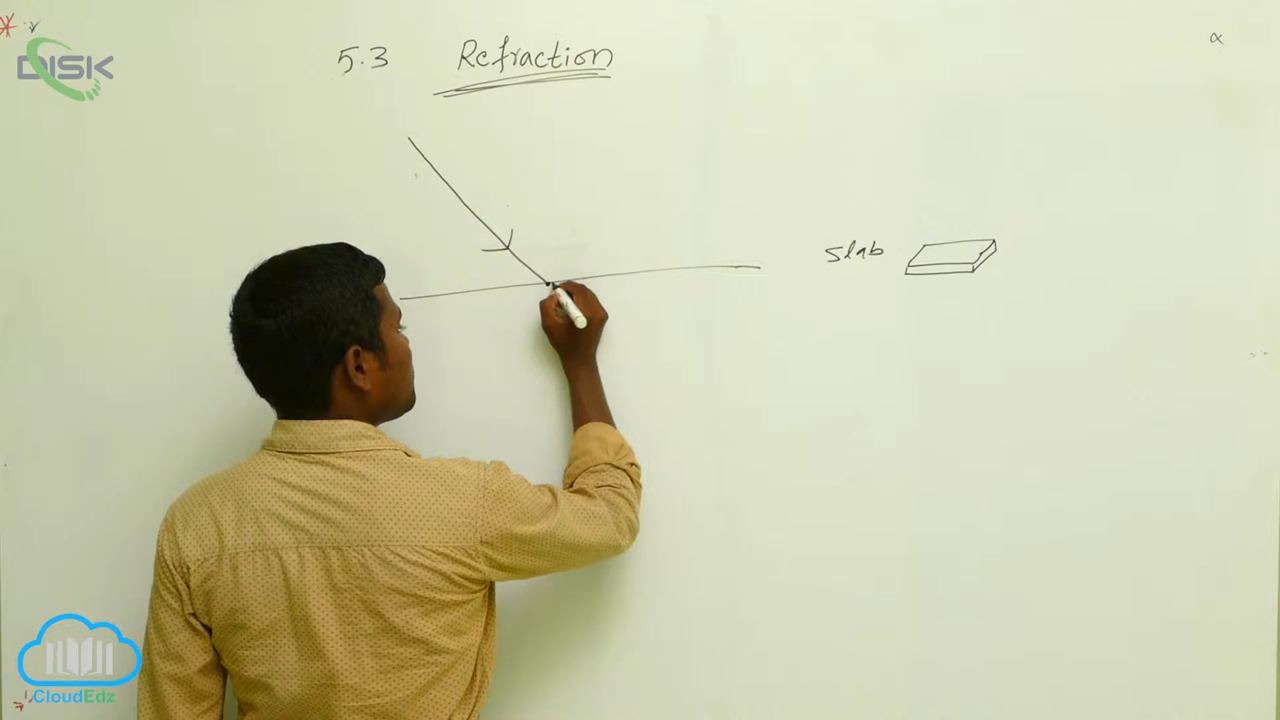 DISK
5.3 Refraction
α
Slab
CloudEdz